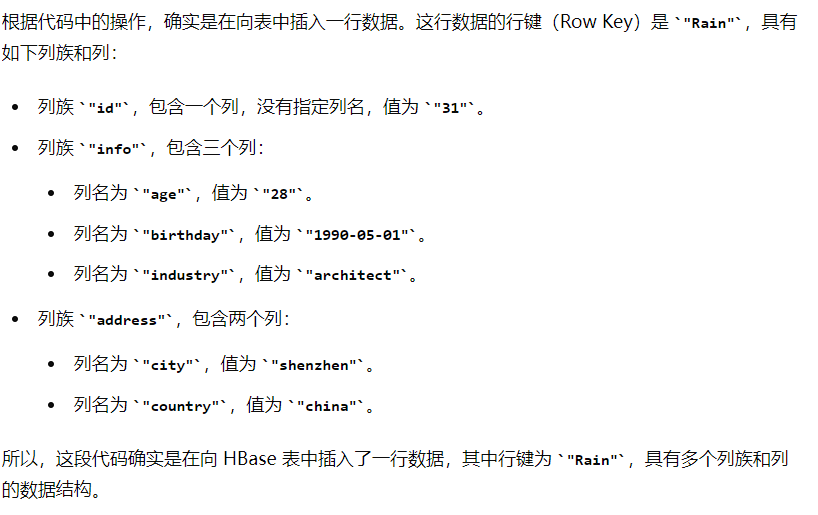 根据代码中的操作，确实是在向表中插入一行数据。这行数据的行键（Row Key）是 `"Rain"`，具有
如下列族和列：
• 列族 `"id"`，包含一个列，没有指定列名，值为 `"31"`。
• 列族 `"info"`，包含三个列：
• 列名为 `"age"`，值为 `"28"`。
• 列名为 `"birthday"`，值为 `"1990-05-01"`。
• 列名为 `"industry"`，值为 `"architect"`。
• 列族 `"address"`，包含两个列：
• 列名为 `"city"`，值为 `"shenzhen"`。
• 列名为 `"country"`，值为 `"china"`。
所以，这段代码确实是在向 HBase 表中插入了一行数据，其中行键为 `"Rain"`，具有多个列族和列
的数据结构。